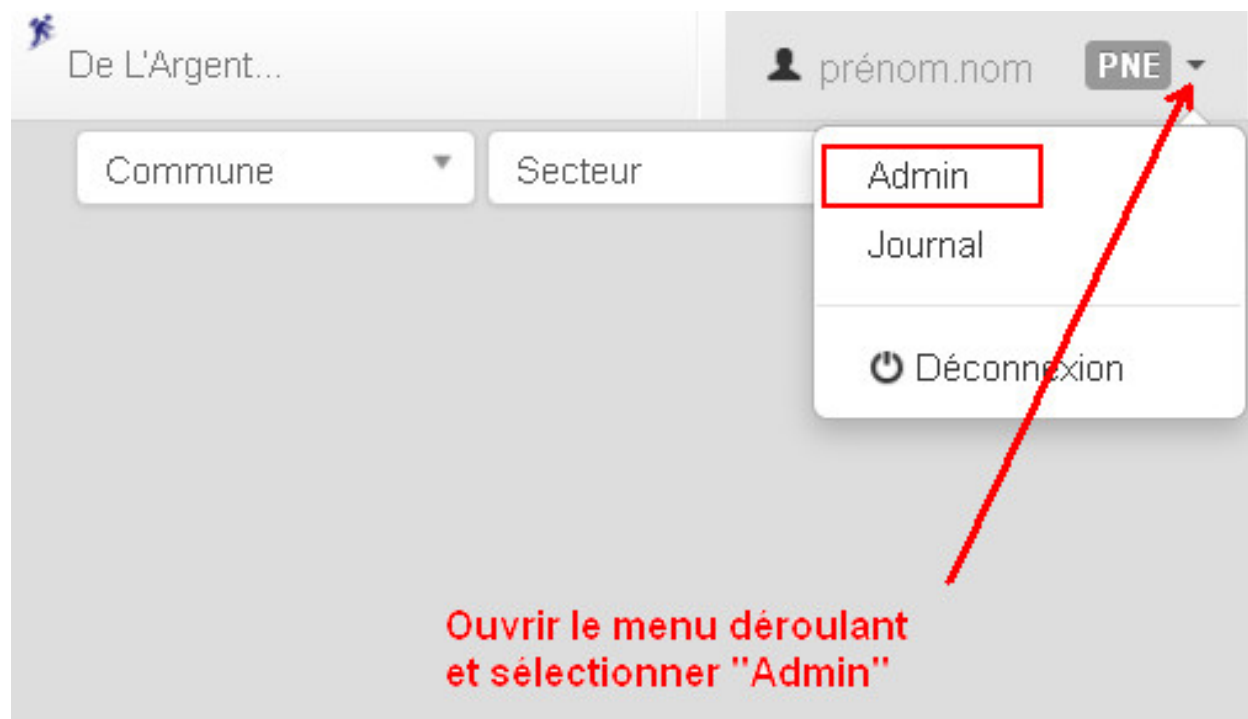 De L'Argent...
prénom.nom PNE
Commune
Secteur
Admin
Journal
Déconnexion
Ouvrir le menu déroulant
et sélectionner "Admin"